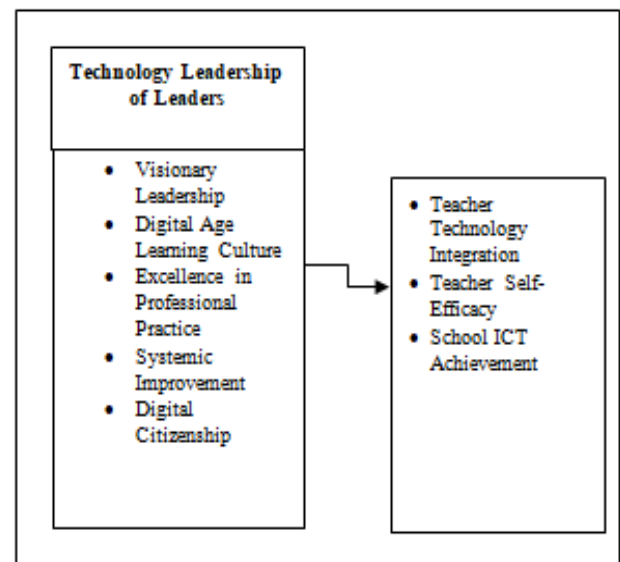 Technology Leadership
of Leaders
• Visionary
Leadership
• Digital Age
Learning Culture
• Excellence in
Professional
Practice
• Systemic
Improvement
• Digital
Citizenship
• Teacher
Technology
Integration
• Teacher Self-
Efficacy
• School ICT
Achievement